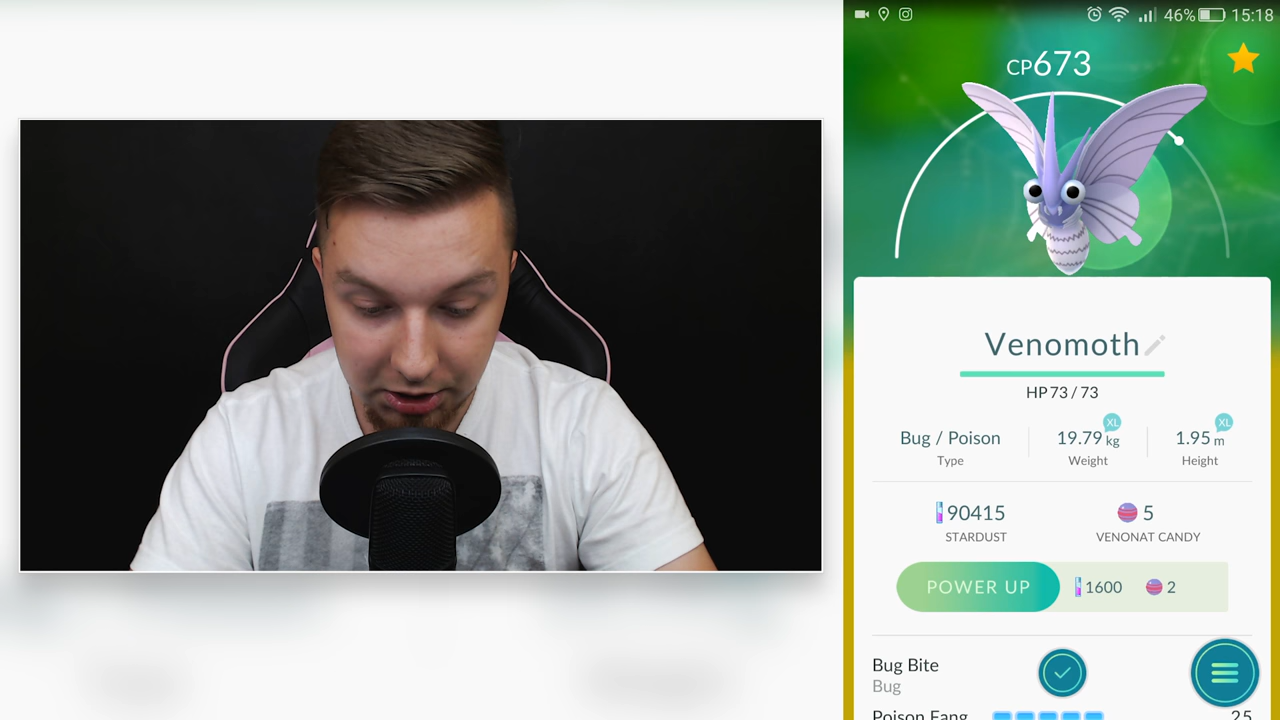 46% 15:18
CP673
Venomoth
HP 73 / 73
XL XL
Bug / Poison 19.79 kg 1.95 m
Type Weight Height
90415 5
STARDUST VENONAT CANDY
POWER UP 1600 2
Bug Bite
Bug
Poison Fang 25